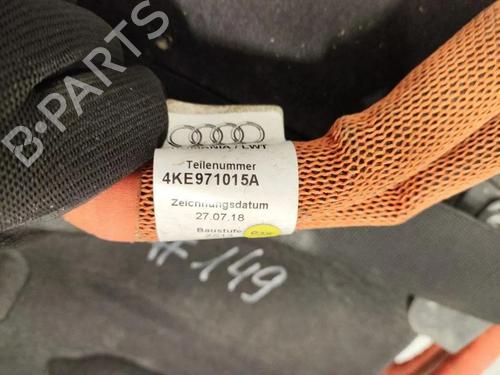 B-PARTS
Teilenummer
4KE971015A
Zeichnungsdatum
27.07.18
Baustufe
149